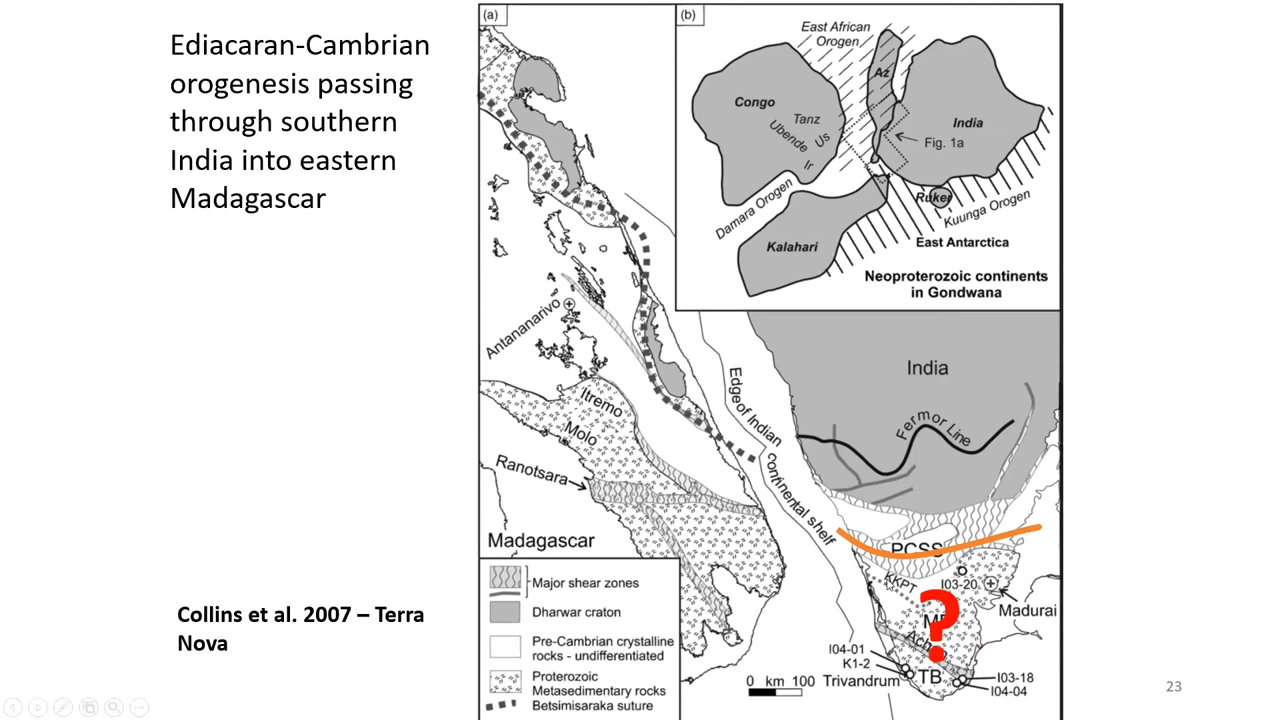 Ediacaran-Cambrian
orogenesis passing
through southern
India into eastern
Madagascar
Collins et al. 2007 – Terra
Nova
(a)
Antananarivo
Itremo
Molo
Ranotsara
Madagascar
Edge of Indian
continental shelf
Major shear zones
Dharwar craton
Pre-Cambrian crystalline
rocks - undifferentiated
Proterozoic
Metasedimentary rocks
Betsimisaraka suture
(b)
East African
Orogen
Az
Congo
Tanz
Ubende
Us
Ir
India
Fig. 1a
Damara Orogen
Ruker
Kuunga Orogen
Kalahari
East Antarctica
Neoproterozoic continents
in Gondwana
India
Fermor Line
PCSS
KKPT
I03-20
Madurai
?
I04-01
K1-2
Trivandrum
TB
I03-18
I04-04
0 km 100
23